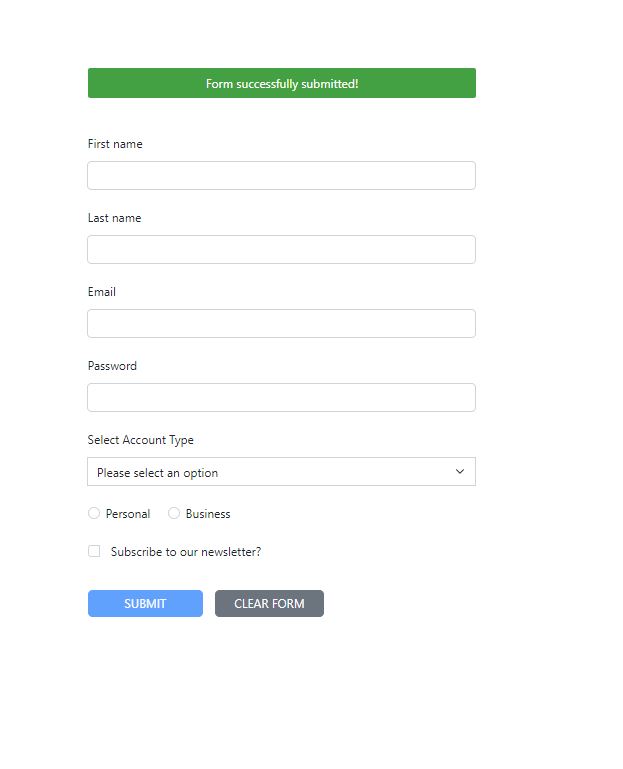 Form successfully submitted!
First name
Last name
Email
Password
Select Account Type
Please select an option
Personal Business
Subscribe to our newsletter?
SUBMIT CLEAR FORM